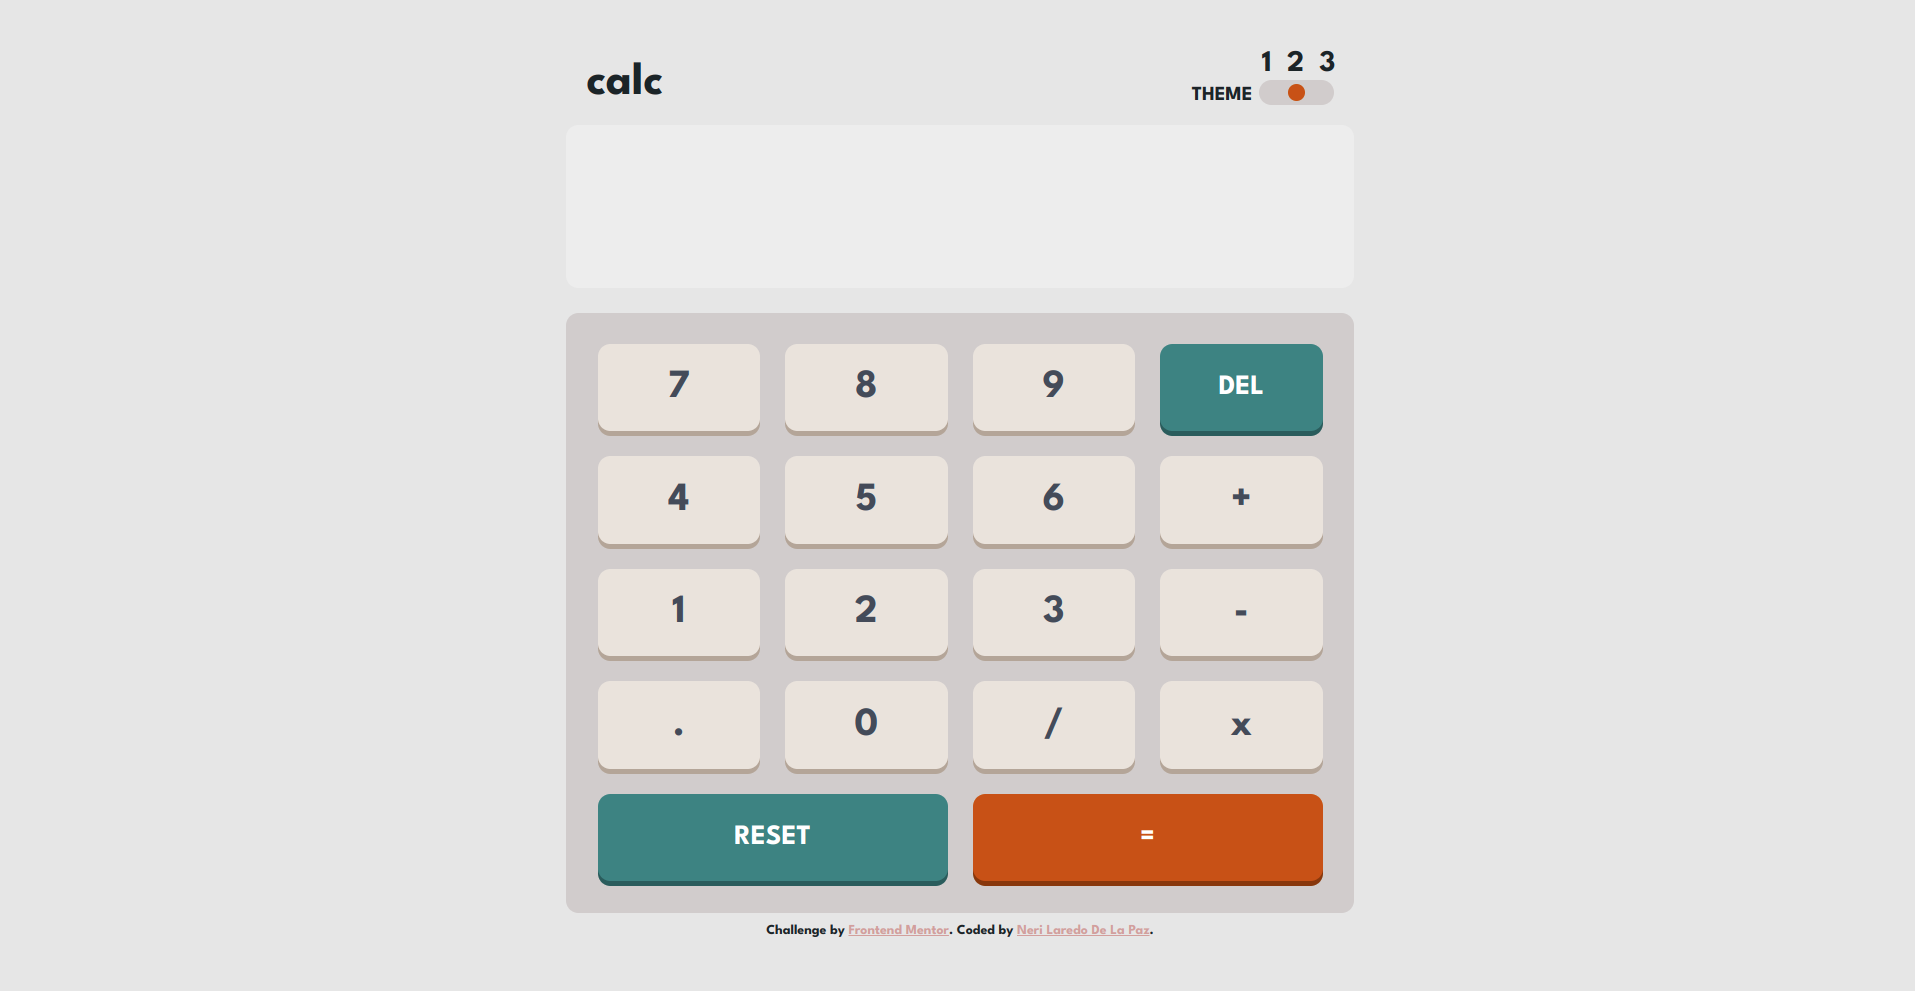 calc
1 2 3
THEME
7 8 9 DEL
4 5 6 +
1 2 3 -
. 0 / x
RESET =
Challenge by Frontend Mentor. Coded by Neri Laredo De La Paz.